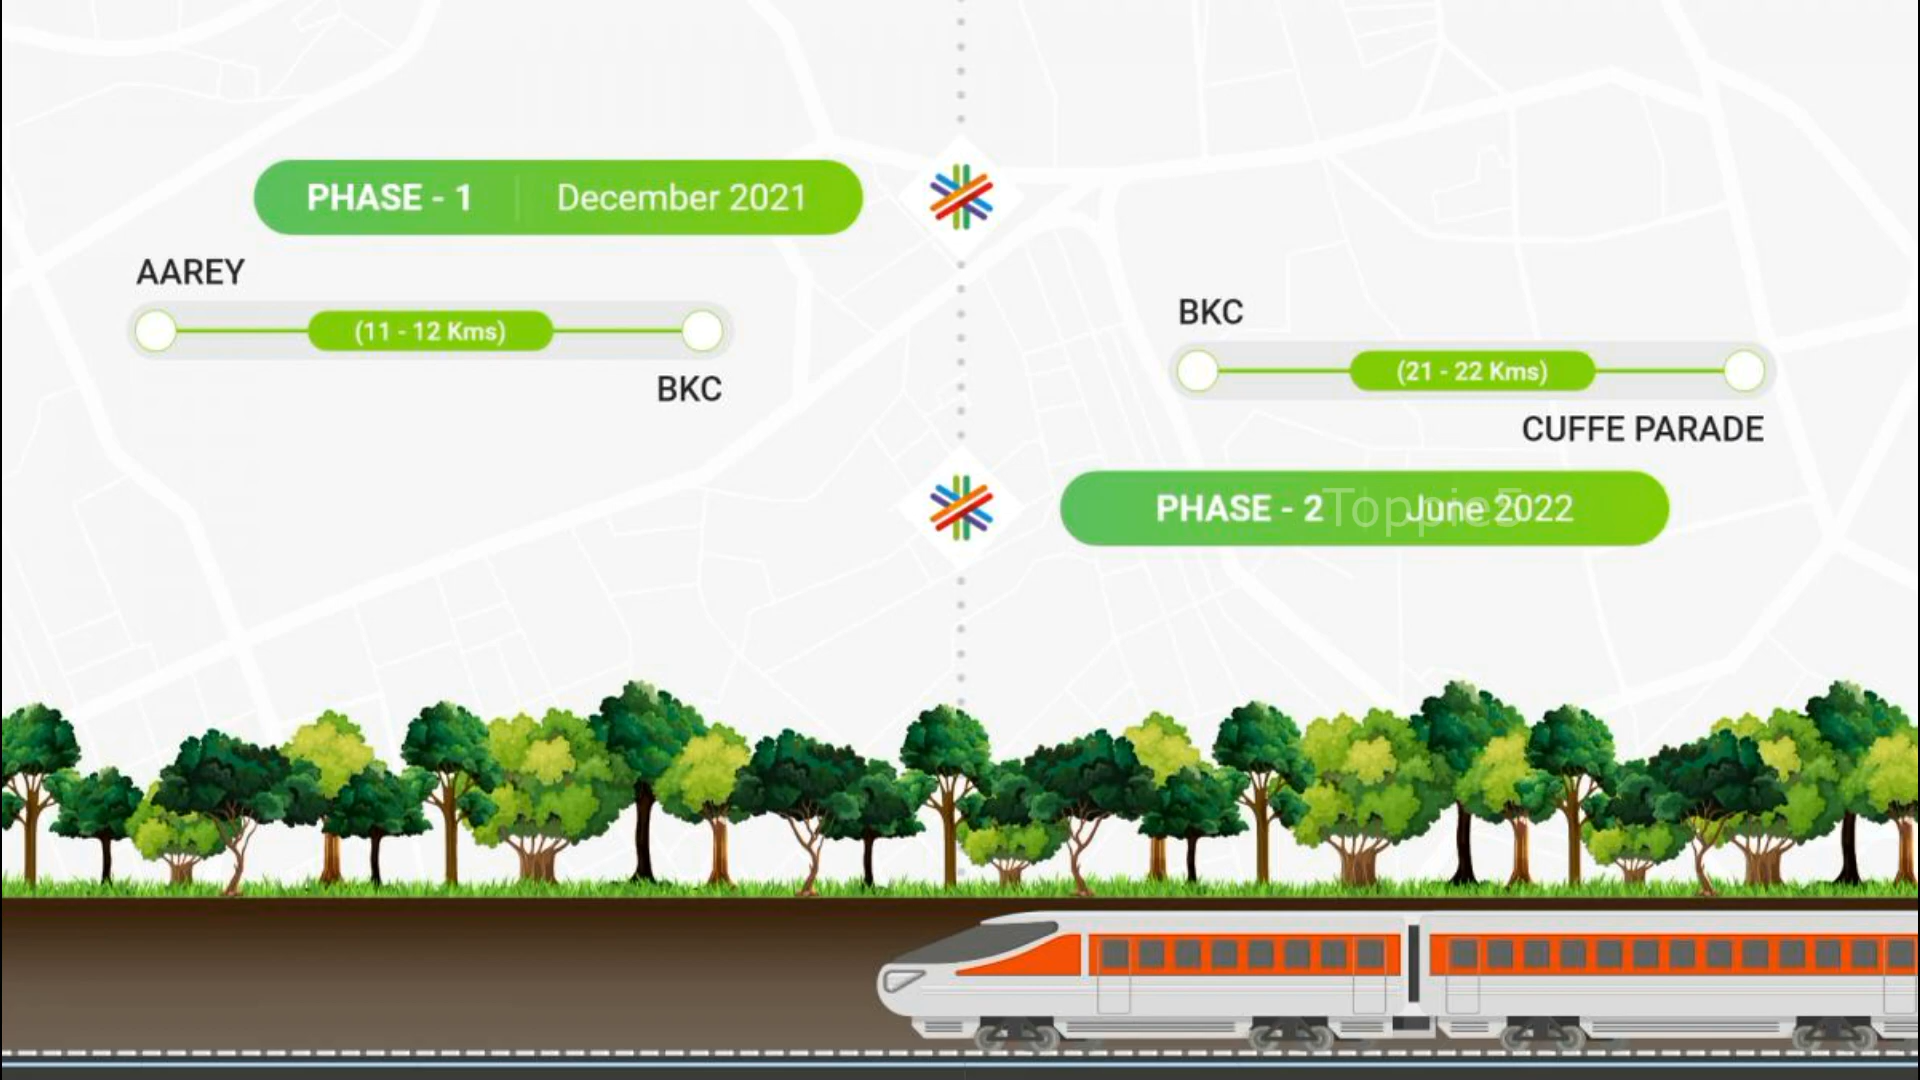 PHASE - 1 December 2021
AAREY
(11 - 12 Kms)
BKC
BKC
(21 - 22 Kms)
CUFFE PARADE
PHASE - 2 June 2022
Toppie5